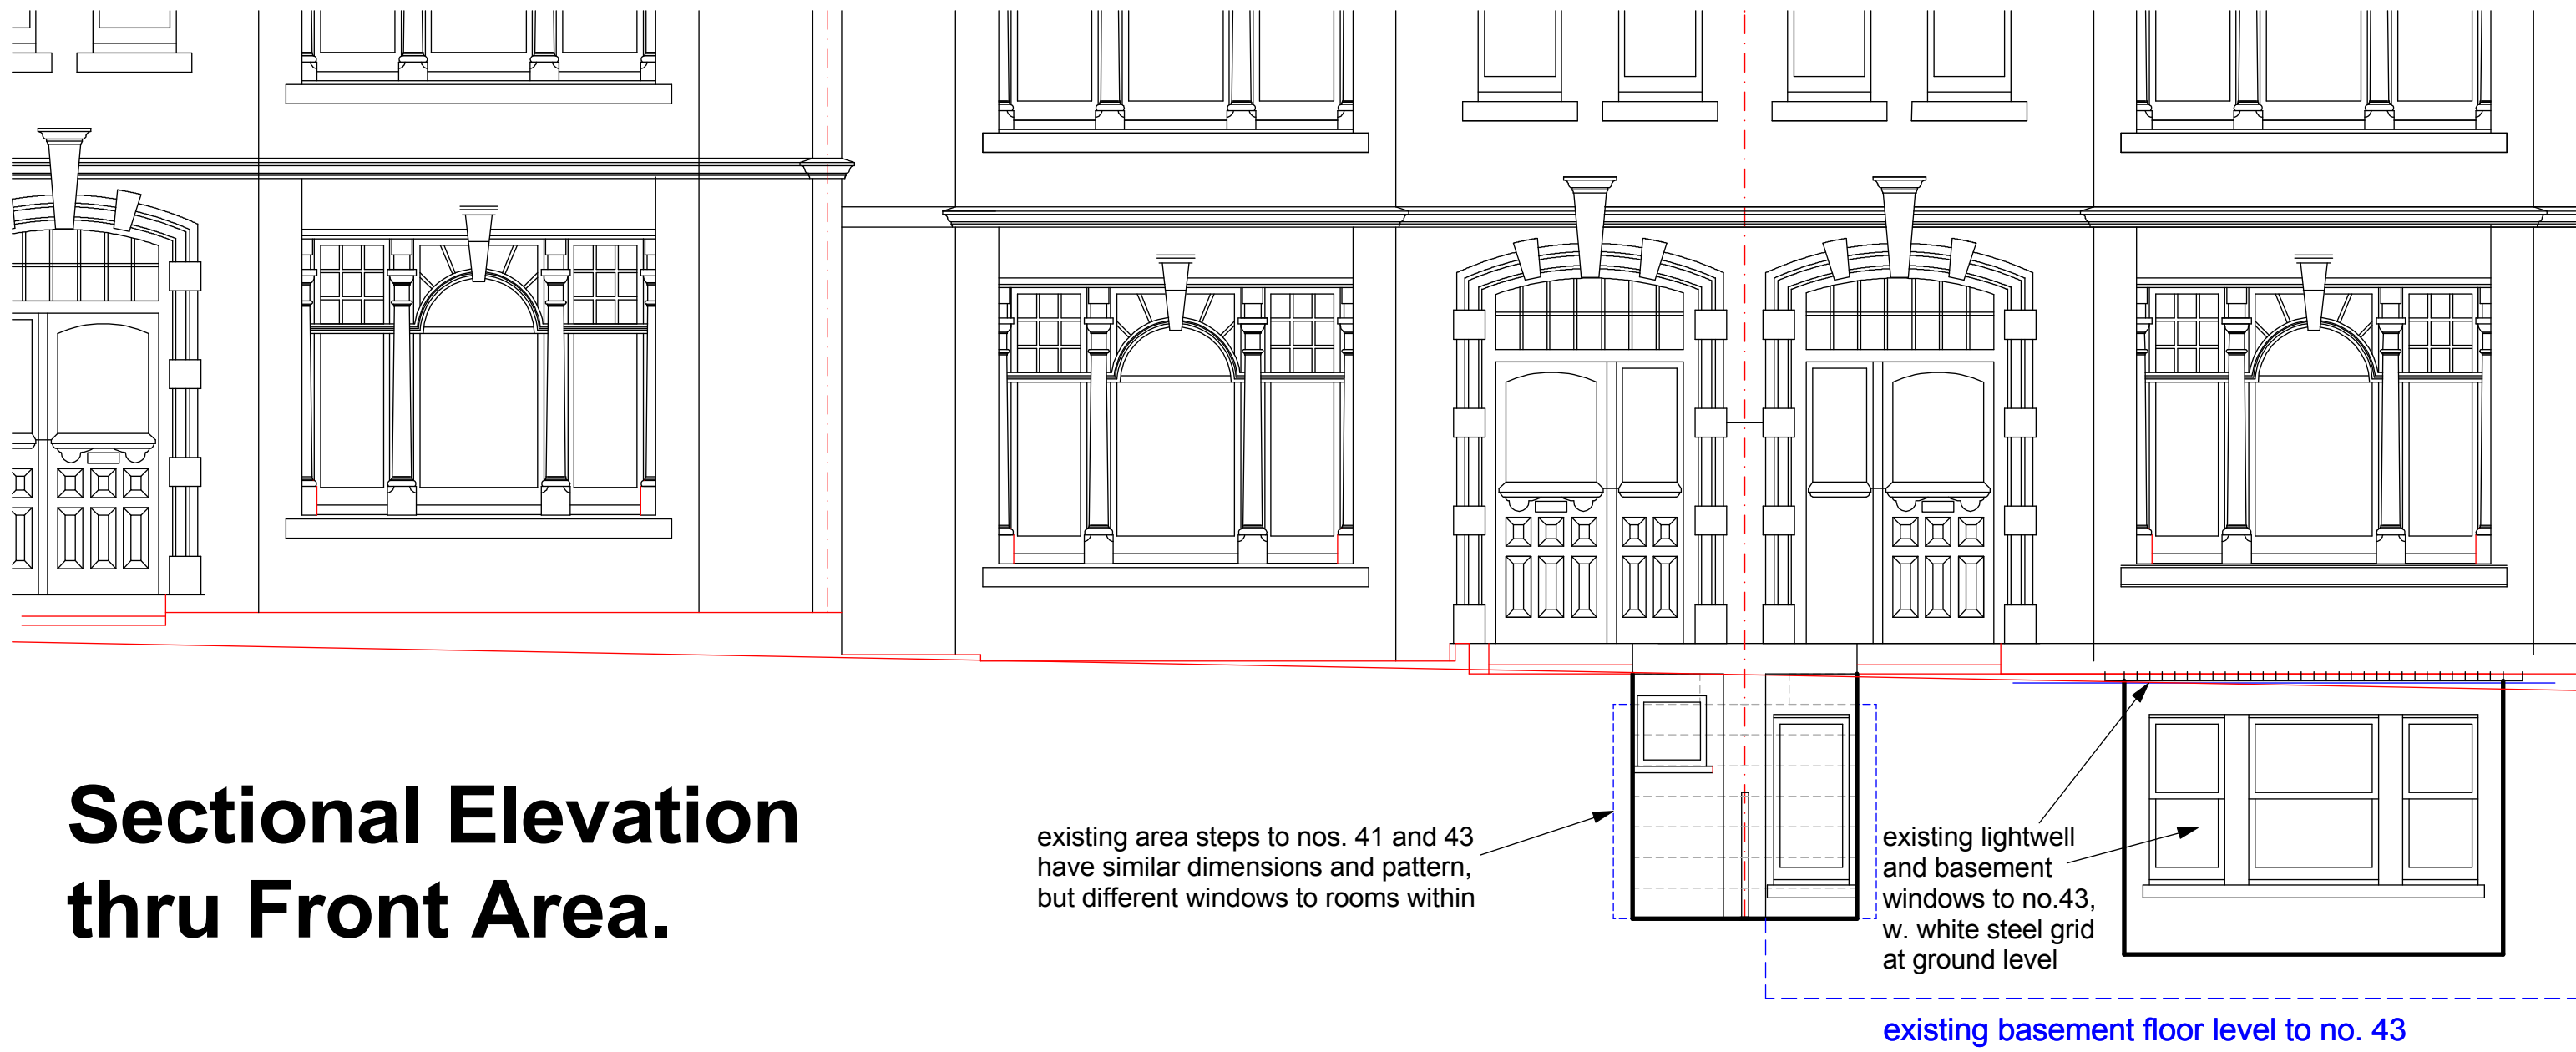 Sectional Elevation
thru Front Area.
existing area steps to nos. 41 and 43
have similar dimensions and pattern,
but different windows to rooms within
existing lightwell
and basement
windows to no.43,
w. white steel grid
at ground level
existing basement floor level to no. 43